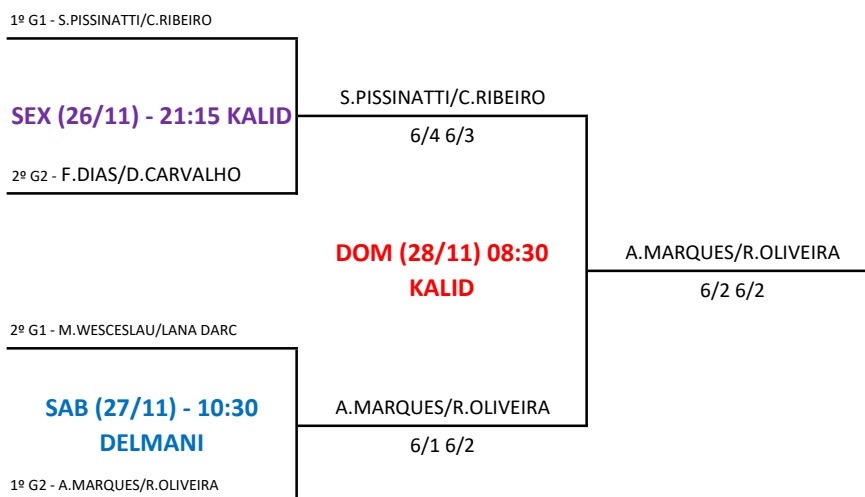 1º G1 - S.PISSINATTI/C.RIBEIRO
S.PISSINATTI/C.RIBEIRO
SEX (26/11) - 21:15 KALID
6/4 6/3
2º G2 - F.DIAS/D.CARVALHO
DOM (28/11) 08:30
KALID
A.MARQUES/R.OLIVEIRA
6/2 6/2
2º G1 - M.WESCESLAU/LANA DARC
SAB (27/11) - 10:30
DELMANI
A.MARQUES/R.OLIVEIRA
6/1 6/2
1º G2 - A.MARQUES/R.OLIVEIRA